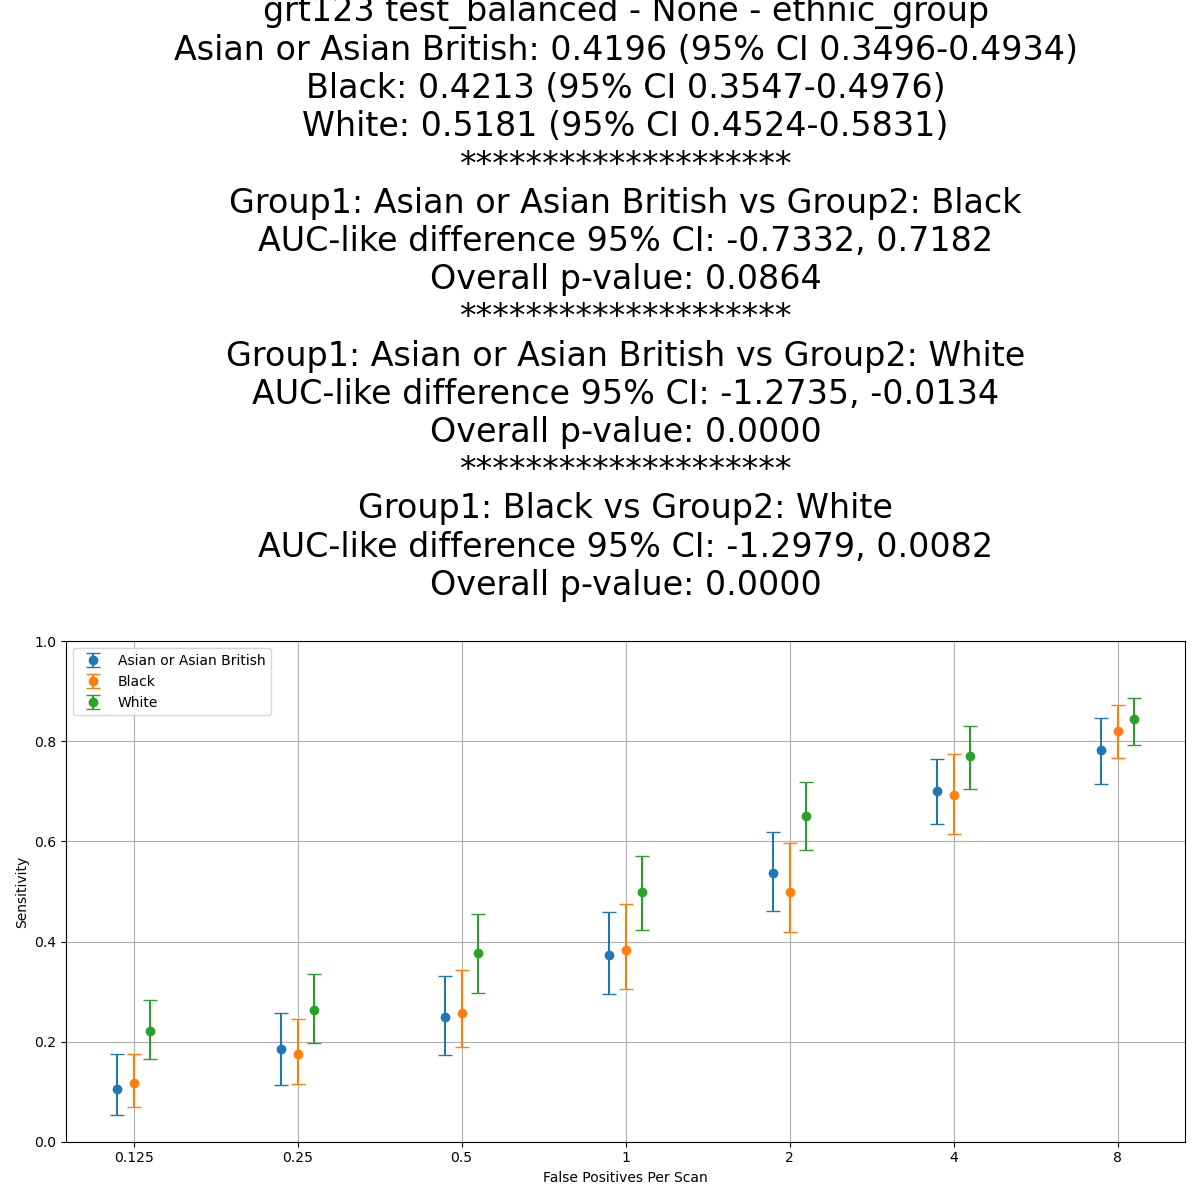 grt123 test_balanced - None - ethnic_group
Asian or Asian British: 0.4196 (95% CI 0.3496-0.4934)
Black: 0.4213 (95% CI 0.3547-0.4976)
White: 0.5181 (95% CI 0.4524-0.5831)
********************
Group1: Asian or Asian British vs Group2: Black
AUC-like difference 95% CI: -0.7332, 0.7182
Overall p-value: 0.0864
********************
Group1: Asian or Asian British vs Group2: White
AUC-like difference 95% CI: -1.2735, -0.0134
Overall p-value: 0.0000
********************
Group1: Black vs Group2: White
AUC-like difference 95% CI: -1.2979, 0.0082
Overall p-value: 0.0000
Asian or Asian British
Black
White
1.0
0.8
0.6
0.4
0.2
0.0
Sensitivity
0.125 0.25 0.5 1 2 4 8
False Positives Per Scan